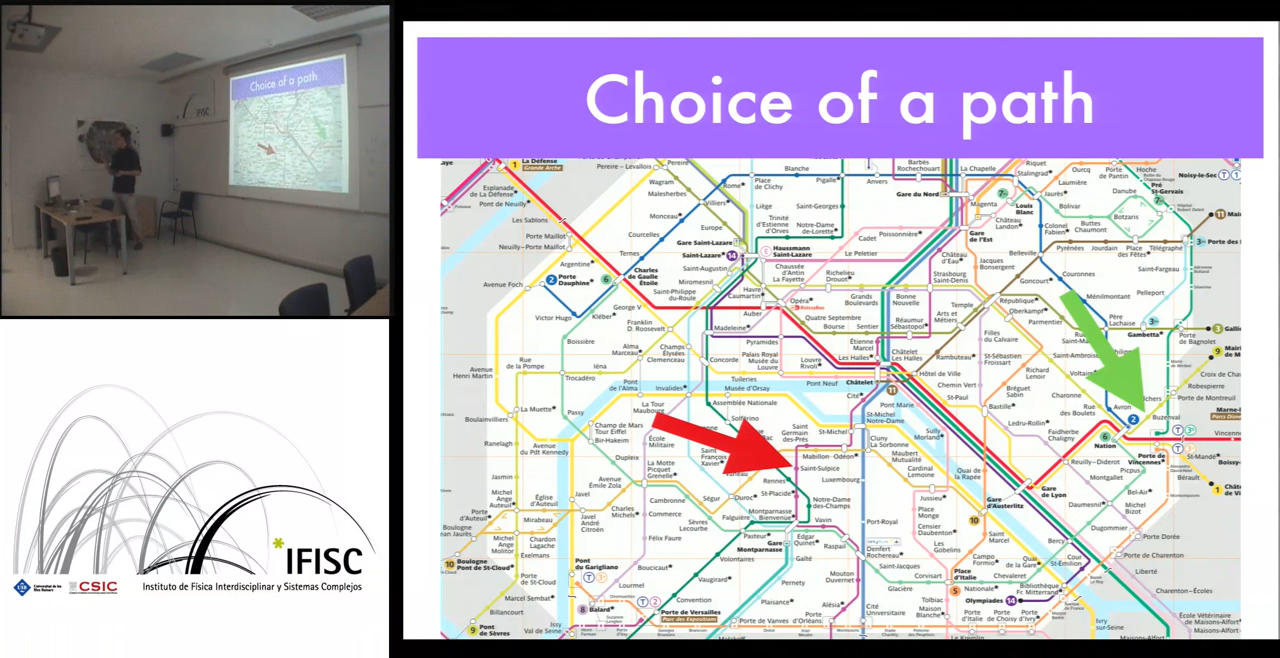 Choice of a path
Choice of a path
IFISC
*IFISC
CSIC
Instituto de Física Interdisciplinar y Sistemas Complejos
La Défense
Grande Arche
Esplanade
de La Défense
Pont de Neuilly
Les Sablons
Porte Maillot
Neuilly–Porte Maillot
Argentine
Avenue Foch
Porte
Dauphine
Victor Hugo
Charles
de Gaulle
Étoile
Kléber
Boissière
Ternes
Courcelles
Monceau
Malesherbes
Wagram
Pereire – Levallois
Pereire
Rome
Villiers
Europe
Place
de Clichy
Liège
Trinité
d'Estienne
d'Orves
Blanche
Pigalle
Saint-Georges
Notre-Dame
de-Lorette
Anvers
Barbès
Rochechouart
La Chapelle
Gare du Nord
Magenta
Gare
de l'Est
Château
Landon
Louis
Blanc
Stalingrad
Riquet
Laumière
Jaurès
Bolivar
Colonel
Fabien
Belleville
Buttes
Chaumont
Botzaris
Danube
Pré
St-Gervais
Hoche
Porte
de Pantin
Ourcq
Noisy-le-Sec
Pyrénées
Jourdain
Place
des Fêtes
Télégraphe
Porte des
Saint-Fargeau
Pelleport
Gambetta
Porte
de Bagnolet
Père
Lachaise
Ménilmontant
Couronnes
Goncourt
République
Oberkampf
Parmentier
Jacques
Bonsergent
Château
d'Eau
Strasbourg
Saint-Denis
Poissonnière
Cadet
Le Peletier
Haussmann
Saint-Lazare
Gare Saint-Lazare
Saint-Lazare
14
Saint-Augustin
Miromesnil
Saint-Philippe
du-Roule
Havre
Caumartin
Auber
Chaussée
d'Antin
La Fayette
Richelieu
Drouot
Opéra
Grands
Boulevards
Bonne
Nouvelle
Quatre Septembre
Bourse
Sentier
Réaumur
Sébastopol
Arts et
Métiers
Temple
Filles
du Calvaire
St-Sébastien
Froissart
Richard
Lenoir
Bréguet
Sabin
Chemin Vert
St-Paul
Bastille
Rambuteau
Hôtel de Ville
Étienne
Marcel
Les Halles
Châtelet
Les Halles
Châtelet
11
Pont Neuf
Louvre
Rivoli
Palais Royal
Musée du
Louvre
Pyramides
Madeleine
Concorde
Tuileries
Musée d'Orsay
Assemblée Nationale
Solférino
Invalides
Champs
Élysées
Clemenceau
Franklin
D. Roosevelt
George V
Alma
Marceau
Iéna
Trocadéro
Pont
de l'Alma
Rue
de la Pompe
Avenue
Henri Martin
La Muette
Boulainvilliers
Ranelagh
Passy
Champ de Mars
Tour Eiffel
Bir-Hakeim
La Tour
Maubourg
École
Militaire
La Motte
Picquet
Grenelle
Dupleix
Avenue
du Pdt Kennedy
Jasmin
Michel
Ange
Auteuil
Porte
d'Auteuil
Église
d'Auteuil
Mirabeau
Javel
Javel
André
Citroën
Charles
Michels
Avenue
Émile Zola
Commerce
Félix Faure
Boucicaut
Lourmel
Cambronne
Sèvres
Lecourbe
Ségur
Duroc
Falguière
Pasteur
Volontaires
Vaugirard
Convention
Porte de Versailles
Parc des Expositions
Saint
François
Xavier
Rennes
St-Placide
Montparnasse
Bienvenüe
Gare
Montparnasse
Edgar
Quinet
Gaîté
Pernety
Plaisance
Vavin
Raspail
Notre-Dame
des-Champs
Saint-Sulpice
Mabillon
Odéon
Saint
Germain
des-Prés
St-Michel
St-Michel
Notre-Dame
Cité
Cluny
La Sorbonne
Maubert
Mutualité
Cardinal
Lemoine
Luxembourg
Port-Royal
Denfert
Rochereau
Saint-Jacques
Glacière
Corvisart
Mouton
Duvernet
Alésia
Porte
d'Orléans
Porte de Vanves
Cité
Universitaire
Jussieu
Place
Monge
Censier
Daubenton
Les
Gobelins
Place
d'Italie
Tolbiac
Maison
Blanche
Porte
d'Italie
Porte
de Choisy
Porte
d'Ivry
Olympiades
14
Nationale
Chevaleret
Campo
Formio
Gare
d'Austerlitz
Quai de
la Rapée
Sully
Morland
Pont Marie
Gare
de Lyon
Bercy
Cour
St-Émilion
Bibliothèque
Fr. Mitterrand
Quai
de la Gare
Ledru-Rollin
Faidherbe
Chaligny
Rue
des Boulets
Avron
Buzenval
Nation
Reuilly–Diderot
Montgallet
Daumesnil
Dugommier
Picpus
Bel-Air
Michel
Bizot
Porte Dorée
Porte de Charenton
Liberté
Charenton–Écoles
École Vétérinaire
de Maisons-Alfort
Porte de
Vincennes
St-Mandé
Bérault
Robespierre
Croix de Cha
Porte de Montreuil
Exelmans
Porte
de St-Cloud
Marcel Sembat
Billancourt
Pont
de Sèvres
Boulogne
Pont de St-Cloud
Michel
Ange
Molitor
Chardon
Lagache
Pont
du Garigliano
Balard
Issy
Val de Seine